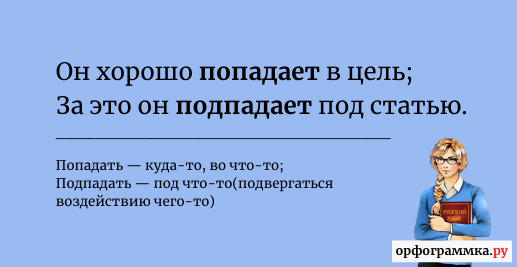 Он хорошо попадает в цель;
За это он подпадает под статью.
Попадать — куда-то, во что-то;
Подпадать — под что-то(подвергаться
воздействию чего-то)
РУССКИЙ
ЯЗЫК
орфограммка.ру